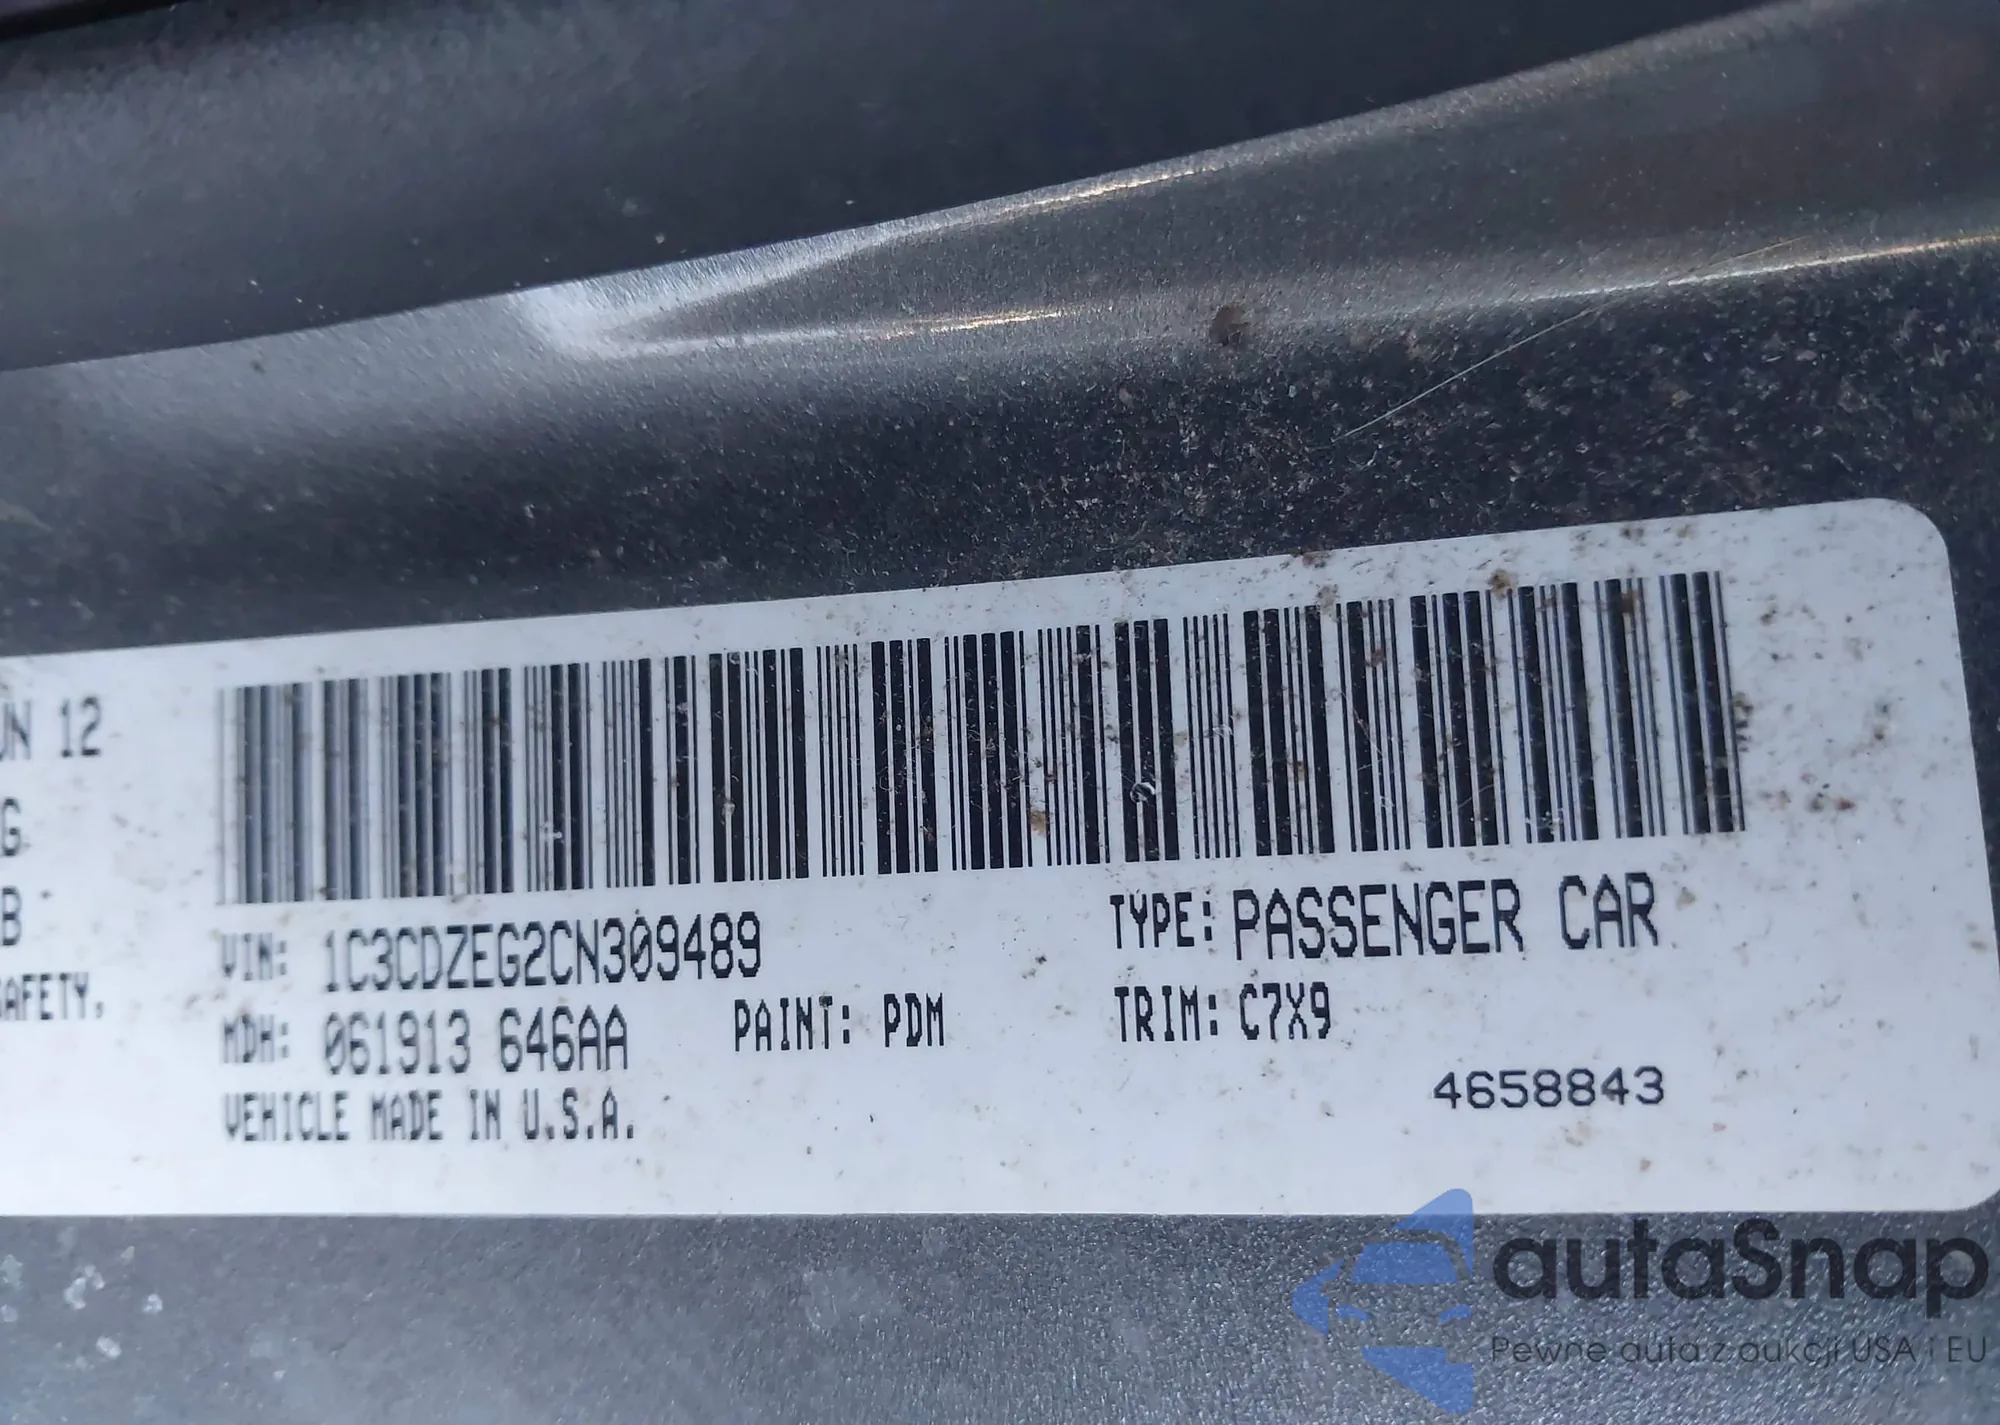 UN 12
G
B
SAFETY,
VIN: 1C3CDZEG2CN309489
TYPE: PASSENGER CAR
MDH: 061913 646AA
PAINT: PDM
TRIM: C7X9
VEHICLE MADE IN U.S.A.
4658843
autaSnap
Pewne auta z aukcji USA i EU